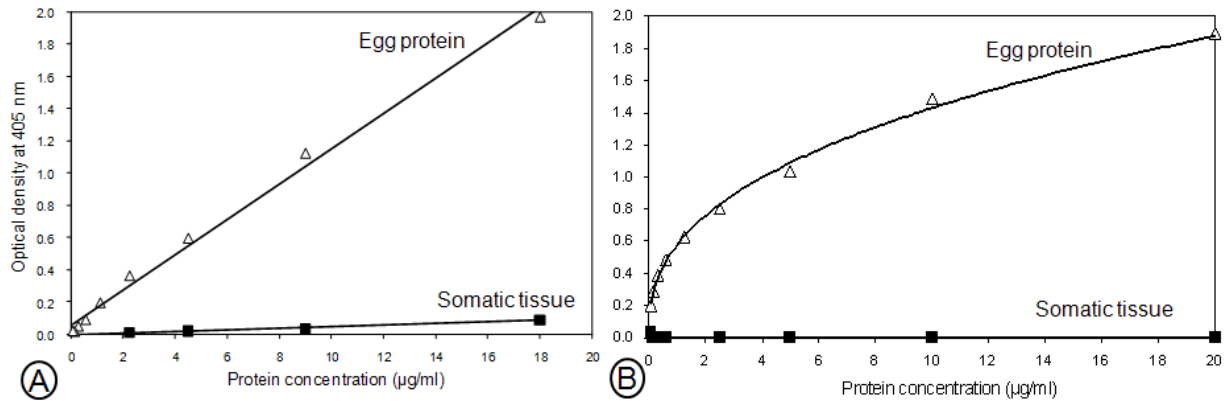 2.0
1.8
1.6
1.4
1.2
1.0
0.8
0.6
0.4
0.2
0.0
Optical density at 405 nm
Egg protein
Somatic tissue
0 2 4 6 8 10 12 14 16 18 20
Protein concentration (µg/ml)
A
2.0
1.8
1.6
1.4
1.2
1.0
0.8
0.6
0.4
0.2
0.0
Egg protein
Somatic tissue
0 2 4 6 8 10 12 14 16 18 20
Protein concentration (µg/ml)
B